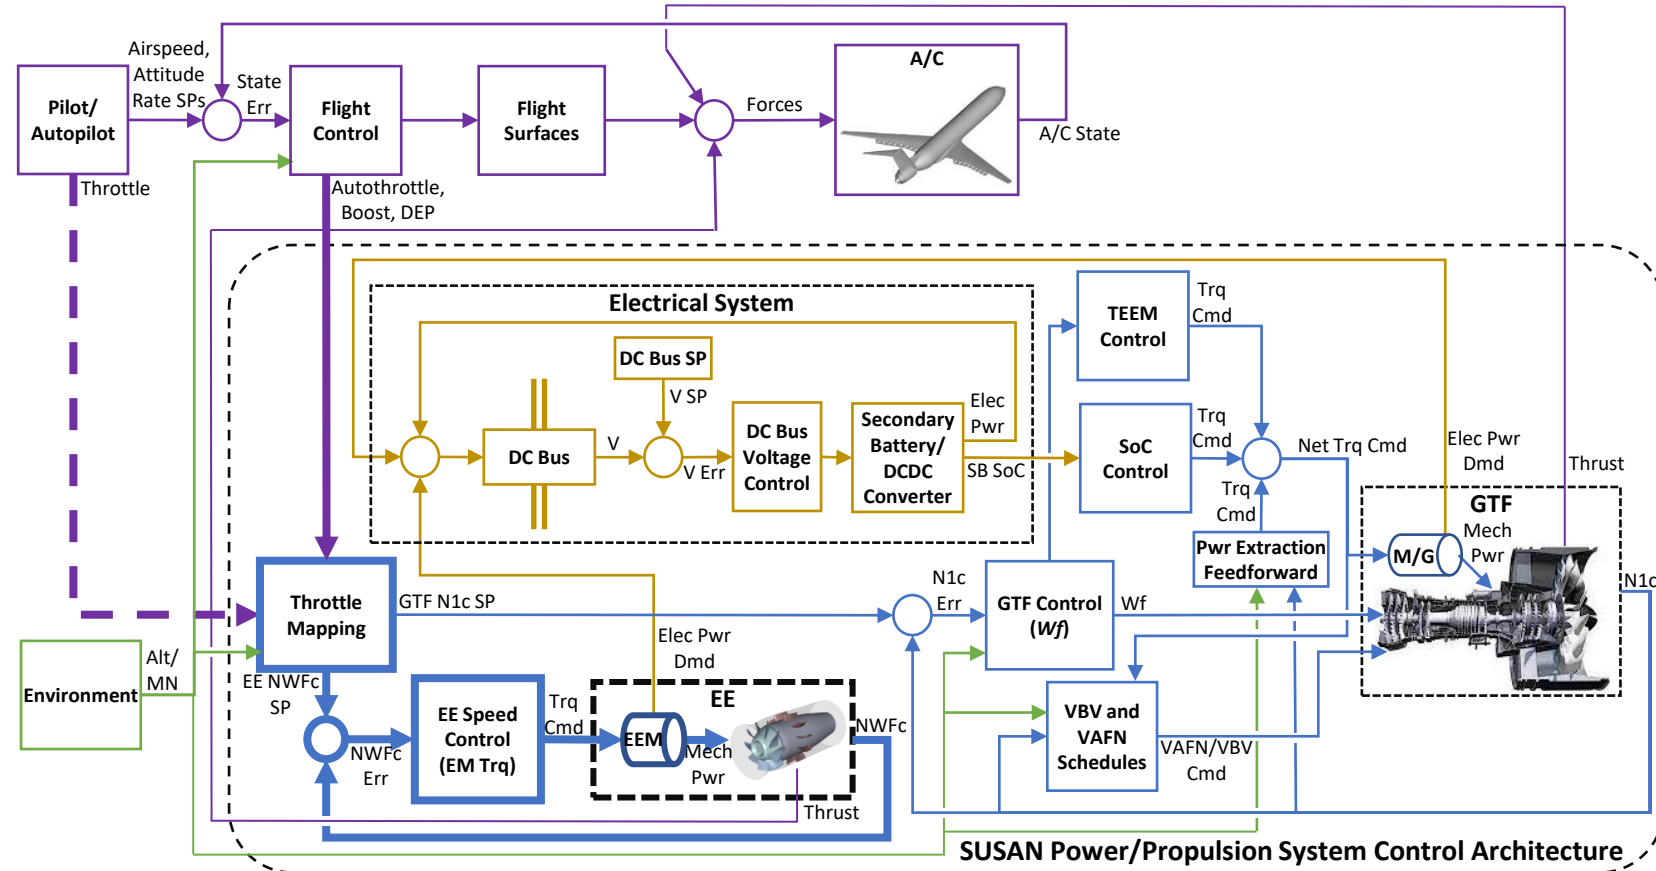 Airspeed,
Attitude
Rate SPs
Pilot/
Autopilot
State
Err
Flight
Control
Flight
Surfaces
Forces
A/C
A/C State
Throttle
Autothrottle,
Boost, DEP
Electrical System
DC Bus SP
V SP
DC Bus
V
V Err
DC Bus
Voltage
Control
Secondary
Battery/
DCDC
Converter
Elec
Pwr
SB SoC
TEEM
Control
Trq
Cmd
SoC
Control
Trq
Cmd
Net Trq Cmd
Trq
Cmd
Pwr Extraction
Feedforward
Elec Pwr
Dmd
Thrust
GTF
Mech
Pwr
M/G
N1c
Throttle
Mapping
GTF N1c SP
N1c
Err
GTF Control
(Wf)
Wf
Environment
Alt/
MN
EE NWFc
SP
NWFc
Err
EE Speed
Control
(EM Trq)
Trq
Cmd
Elec Pwr
Dmd
EE
EEM
Mech
Pwr
NWFc
Thrust
VBV and
VAFN
Schedules
VAFN/VBV
Cmd
SUSAN Power/Propulsion System Control Architecture